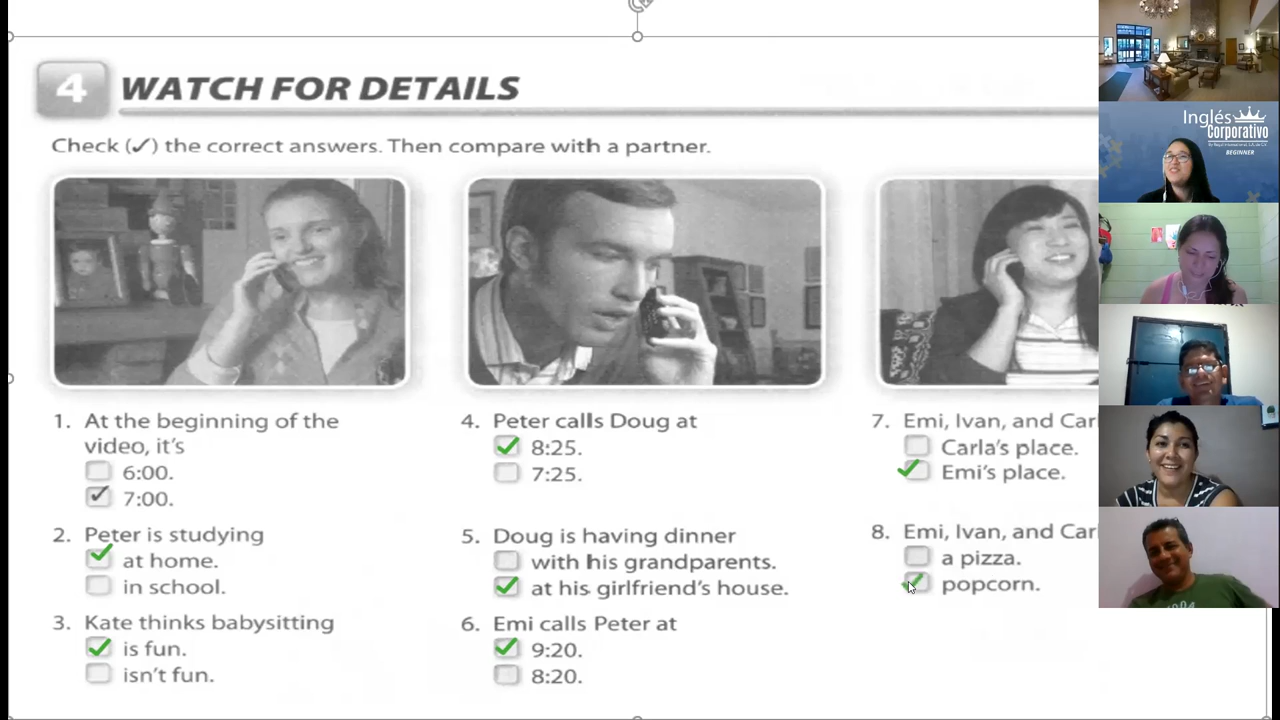 4 WATCH FOR DETAILS
Check (✓) the correct answers. Then compare with a partner.
1. At the beginning of the
video, it's
6:00.
7:00.
2. Peter is studying
at home.
in school.
3. Kate thinks babysitting
is fun.
isn't fun.
4. Peter calls Doug at
8:25.
7:25.
5. Doug is having dinner
with his grandparents.
at his girlfriend's house.
6. Emi calls Peter at
9:20.
8:20.
7. Emi, Ivan, and Carl
Carla's place.
Emi's place.
8. Emi, Ivan, and Carl
a pizza.
popcorn.
Inglés
Corporativo
BEGINNER